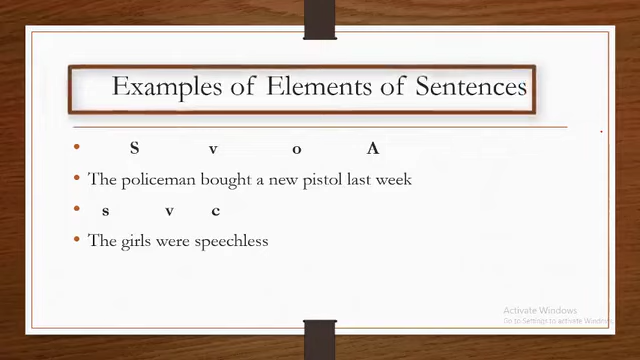 Examples of Elements of Sentences
• S v o A
• The policeman bought a new pistol last week
• s v c
• The girls were speechless
Activate Windows
Go to Settings to activate Windows.